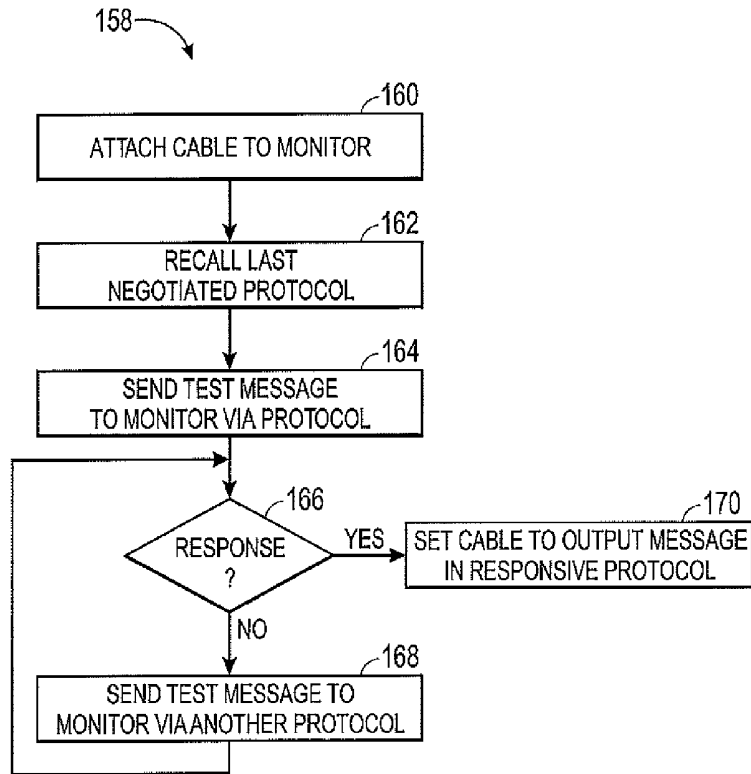 158
160
ATTACH CABLE TO MONITOR
162
RECALL LAST
NEGOTIATED PROTOCOL
164
SEND TEST MESSAGE
TO MONITOR VIA PROTOCOL
166
RESPONSE
?
YES
170
SET CABLE TO OUTPUT MESSAGE
IN RESPONSIVE PROTOCOL
NO
168
SEND TEST MESSAGE TO
MONITOR VIA ANOTHER PROTOCOL